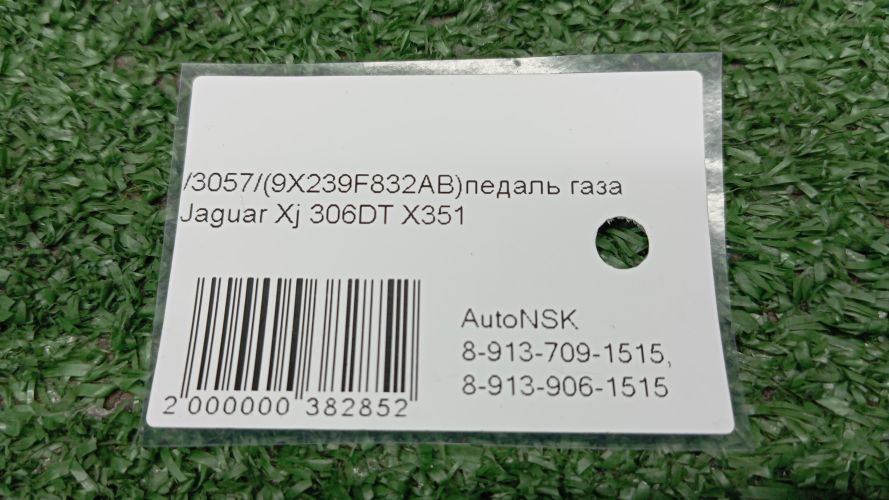 /3057/(9X239F832AB)педаль газа
Jaguar Xj 306DT X351
AutoNSK
8-913-709-1515,
8-913-906-1515
2 000000 382852